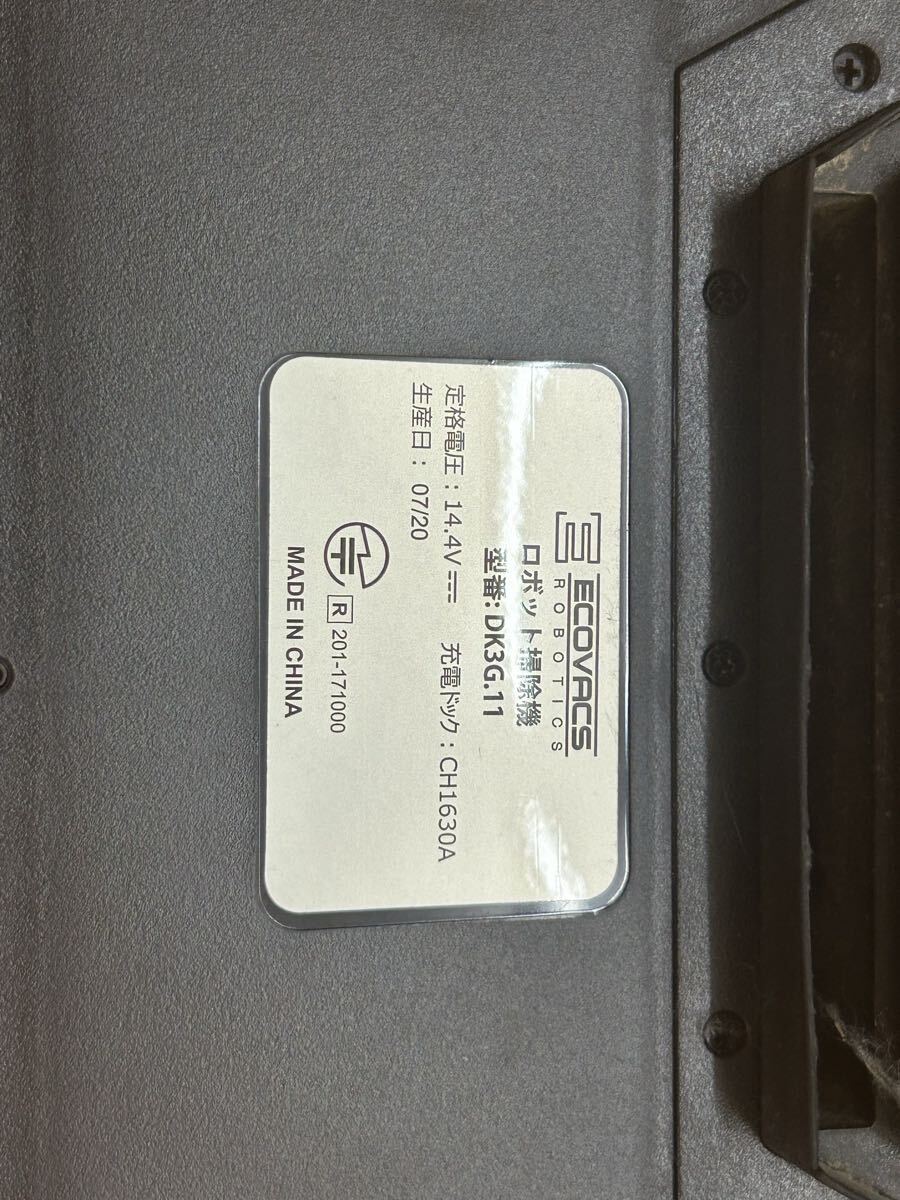 ECOVACS
ROBOTICS
ロボット掃除機
型番: DK3G.11
定格電圧 : 14.4V⎓ 充電ドック : CH1630A
生産日 : 07/20
R 201-171000
MADE IN CHINA